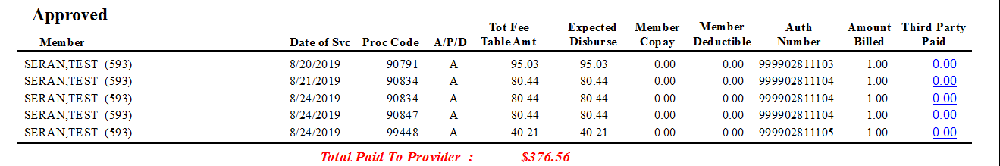 Approved
Member Date of Svc Proc Code A/P/D Tot Fee Table Amt Expected Disburse Member Copay Member Deductible Auth Number Amount Billed Third Party Paid
SERAN,TEST (593) 8/20/2019 90791 A 95.03 95.03 0.00 0.00 999902811103 1.00 0.00
SERAN,TEST (593) 8/21/2019 90834 A 80.44 80.44 0.00 0.00 999902811104 1.00 0.00
SERAN,TEST (593) 8/24/2019 90834 A 80.44 80.44 0.00 0.00 999902811104 1.00 0.00
SERAN,TEST (593) 8/24/2019 90847 A 80.44 80.44 0.00 0.00 999902811104 1.00 0.00
SERAN,TEST (593) 8/24/2019 99448 A 40.21 40.21 0.00 0.00 999902811105 1.00 0.00
Total Paid To Provider : $376.56